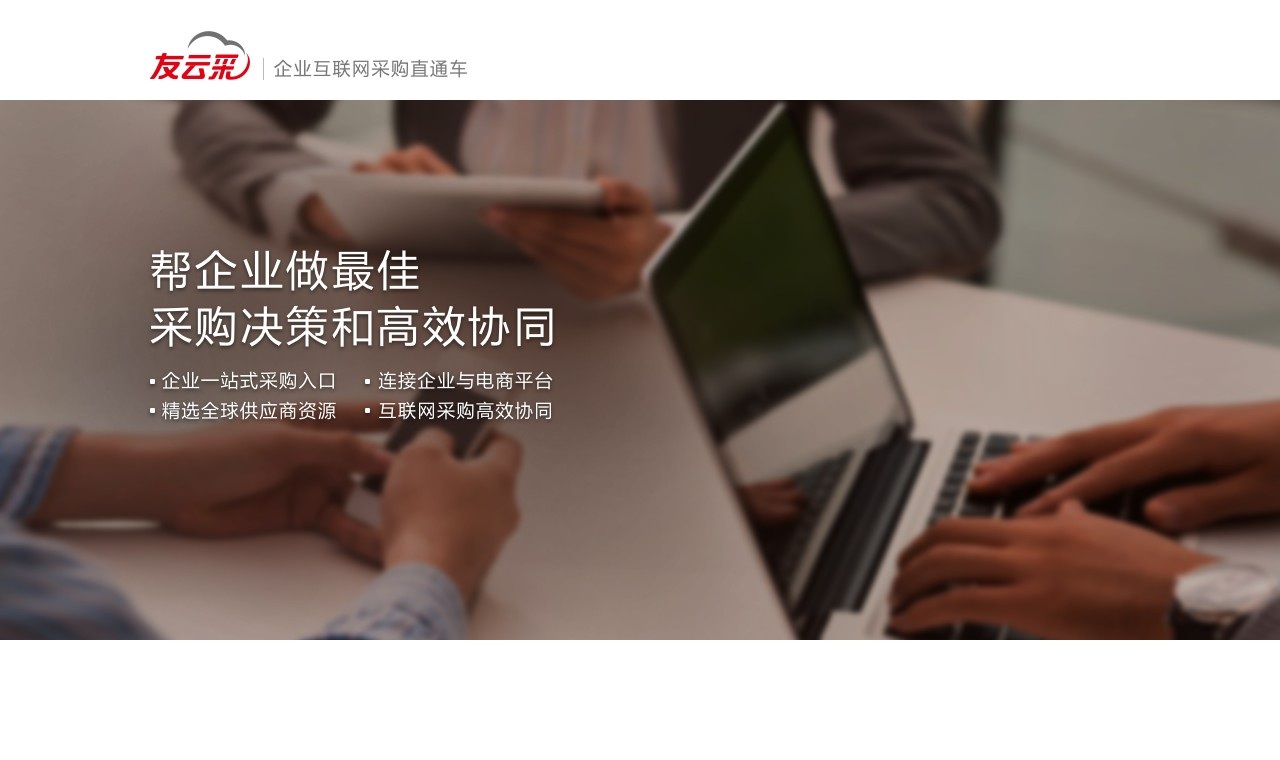 友云采 企业互联网采购直通车
帮企业做最佳
采购决策和高效协同
企业一站式采购入口 连接企业与电商平台
精选全球供应商资源 互联网采购高效协同